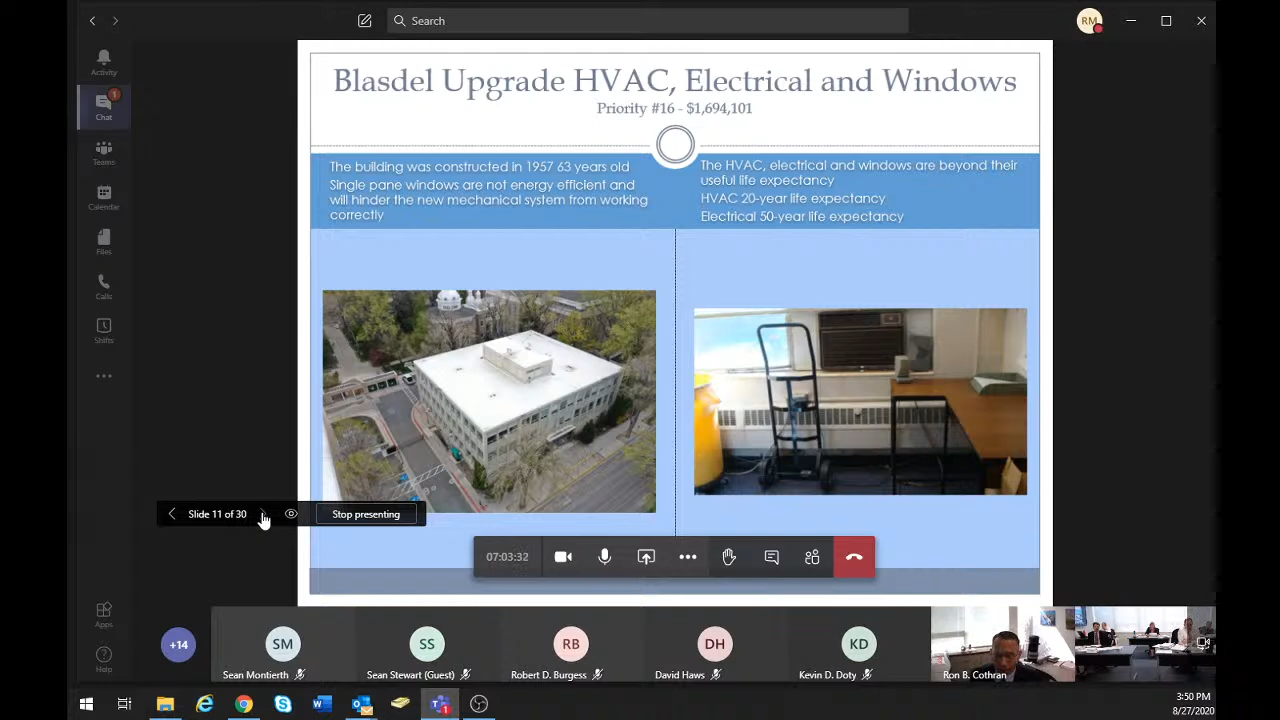 Search
RM
Activity
1
Chat
Teams
Calendar
Files
Calls
Shifts
Apps
Help
Blasdel Upgrade HVAC, Electrical and Windows
Priority #16 - $1,694,101
The building was constructed in 1957 63 years old
Single pane windows are not energy efficient and
will hinder the new mechanical system from working
correctly
The HVAC, electrical and windows are beyond their
useful life expectancy
HVAC 20-year life expectancy
Electrical 50-year life expectancy
Slide 11 of 30
Stop presenting
07:03:32
+14
SM
Sean Montierth
SS
Sean Stewart (Guest)
RB
Robert D. Burgess
DH
David Haws
KD
Kevin D. Doty
Ron B. Cothran
3:50 PM
8/27/2020